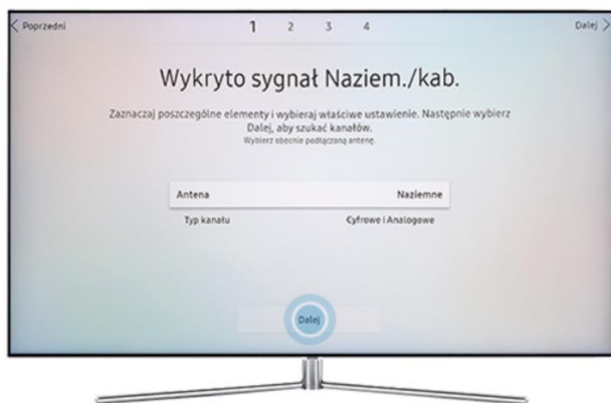 Poprzedni 1 2 3 4 Dalej
Wykryto sygnał Naziem./kab.
Zaznaczaj poszczególne elementy i wybieraj właściwe ustawienie. Następnie wybierz
Dalej, aby szukać kanałów.
Wybierz obecnie podłączoną antenę.
Antena Naziemne
Typ kanału Cyfrowe i Analogowe
Dalej